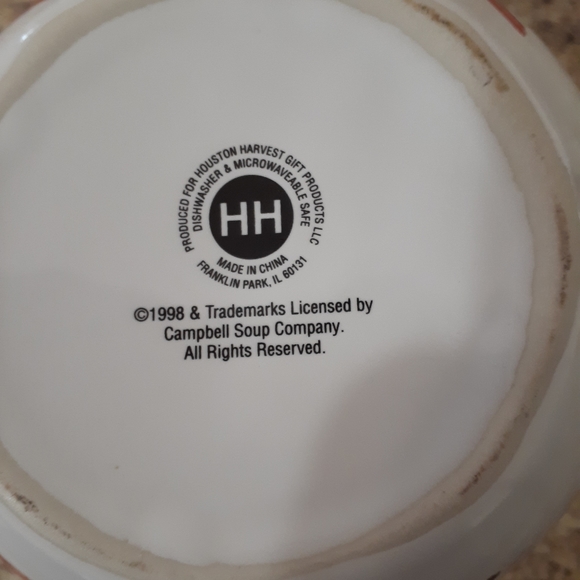 PRODUCED FOR HOUSTON HARVEST GIFT PRODUCTS LLC
DISHWASHER & MICROWAVEABLE SAFE
HH
MADE IN CHINA
FRANKLIN PARK, IL 60131
©1998 & Trademarks Licensed by
Campbell Soup Company.
All Rights Reserved.